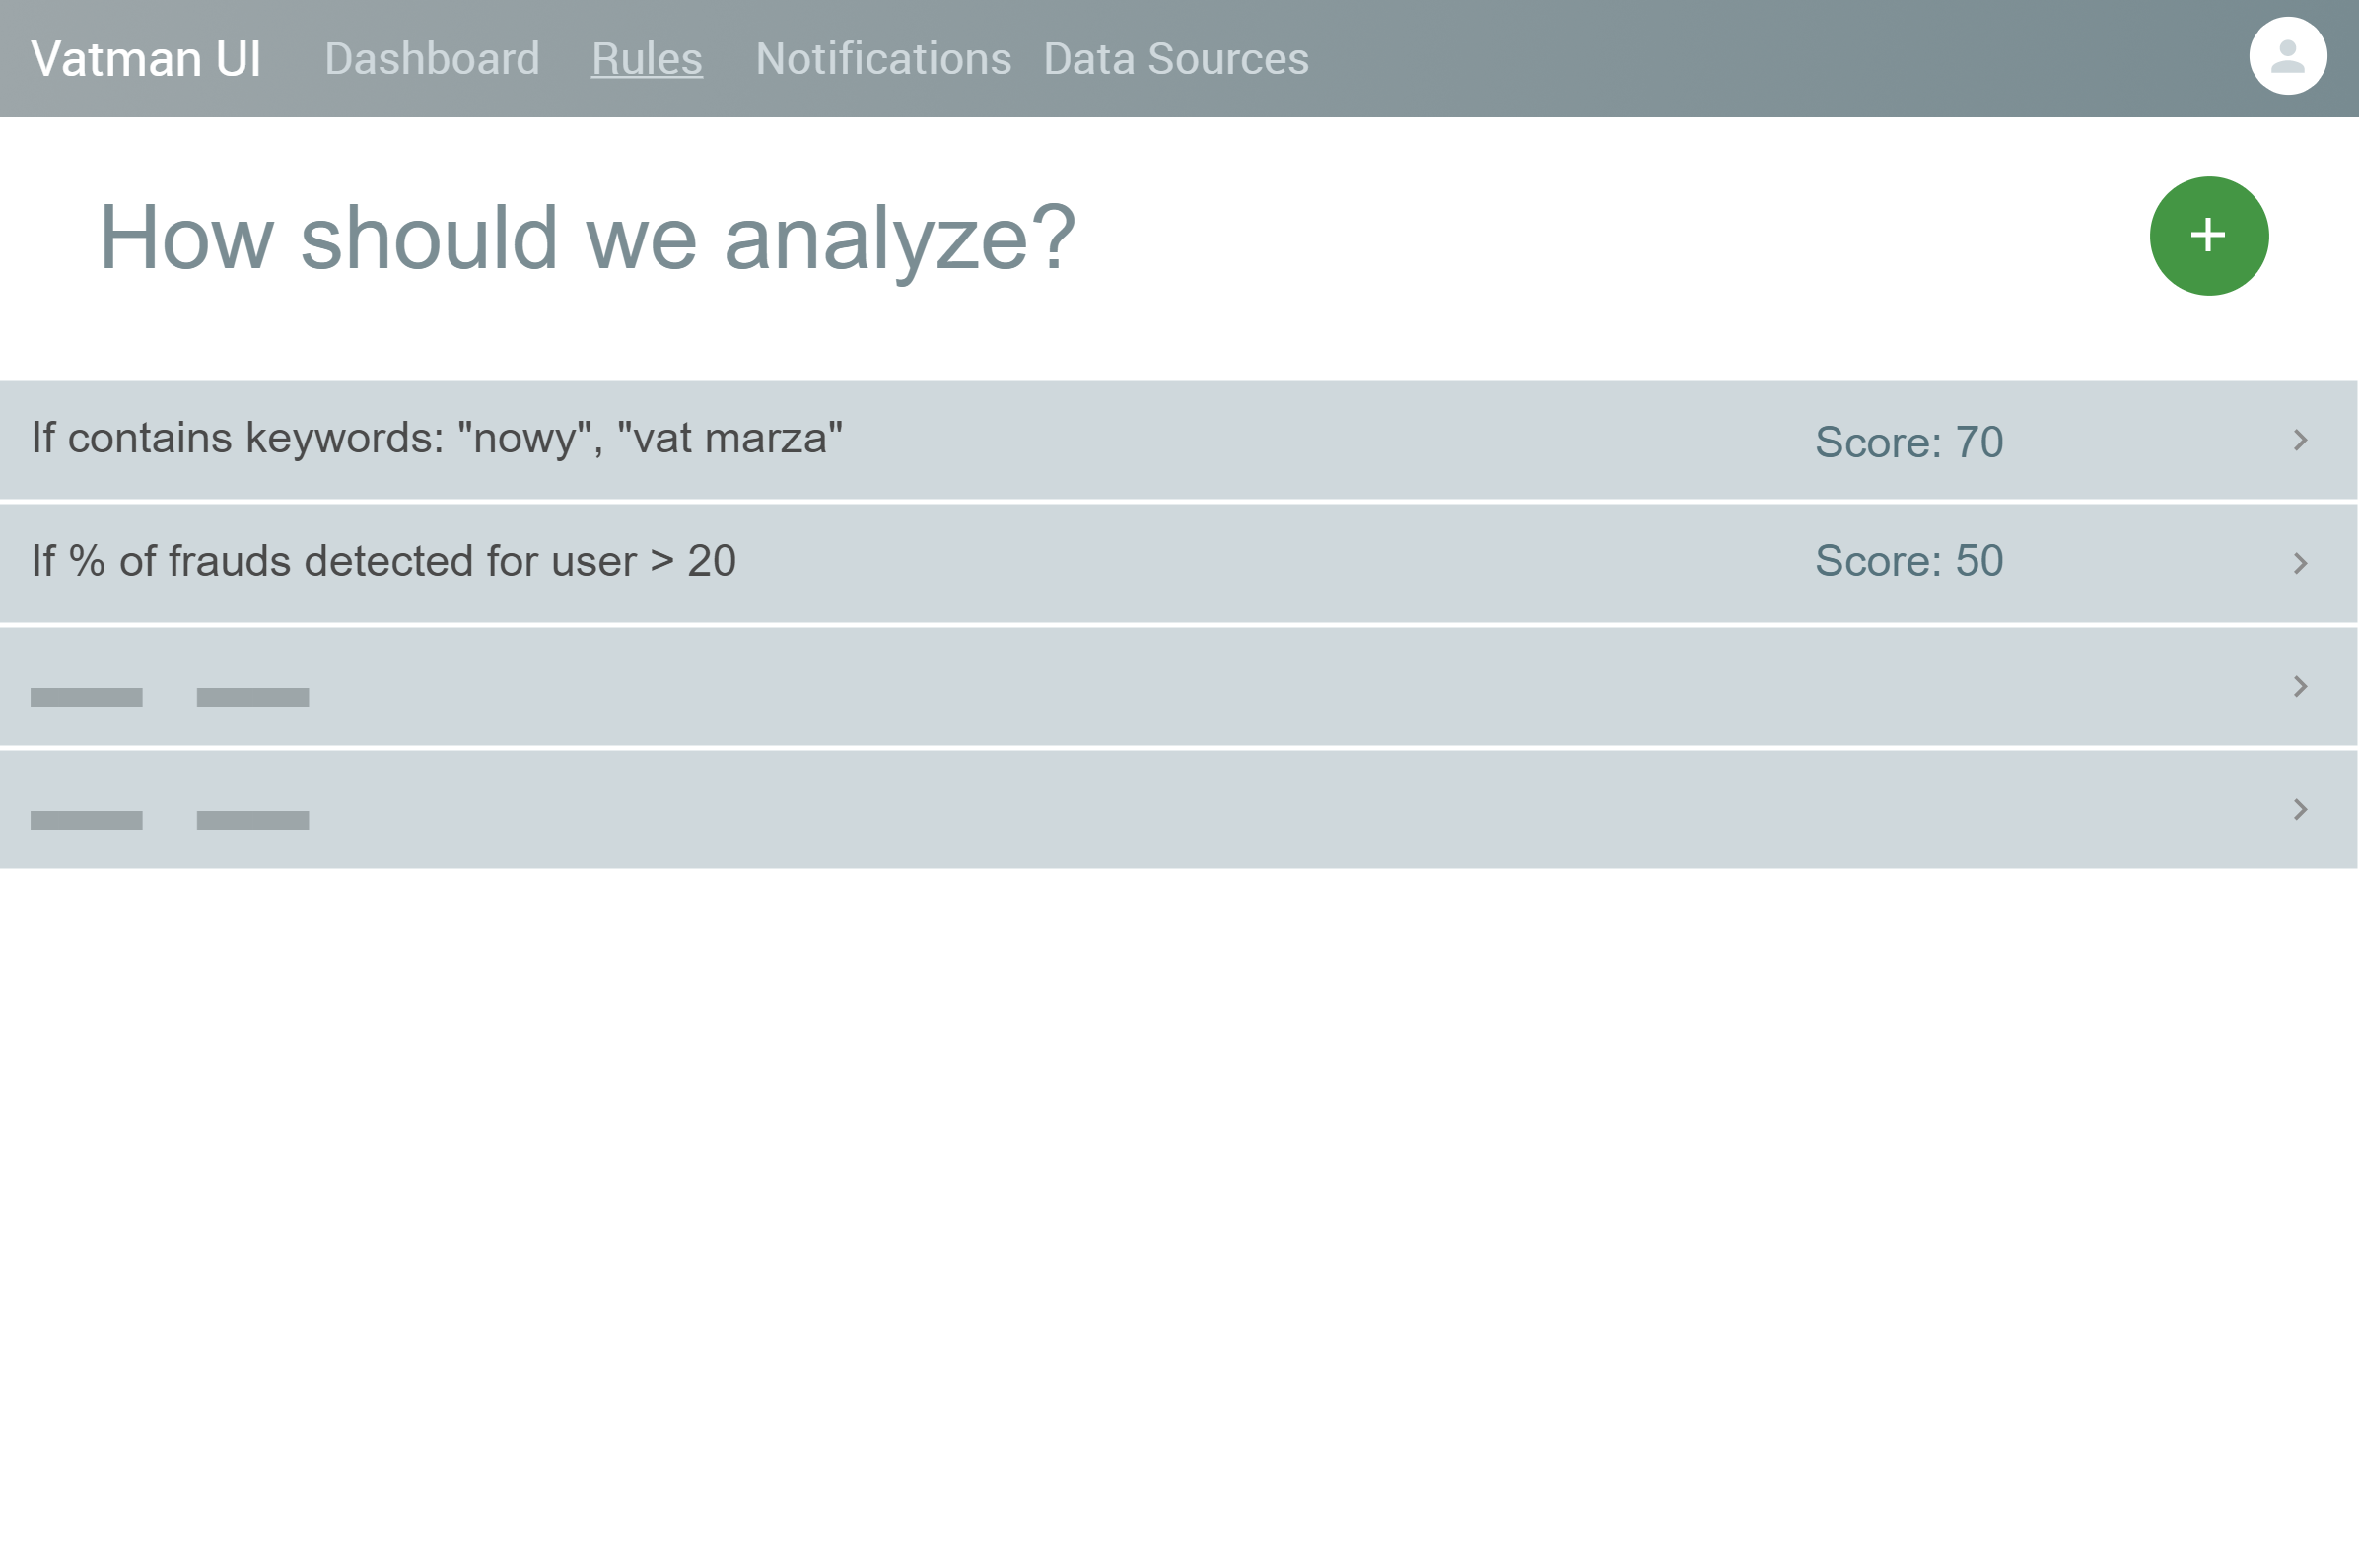 Vatman UI Dashboard Rules Notifications Data Sources
How should we analyze?
If contains keywords: "nowy", "vat marza" Score: 70
If % of frauds detected for user > 20 Score: 50